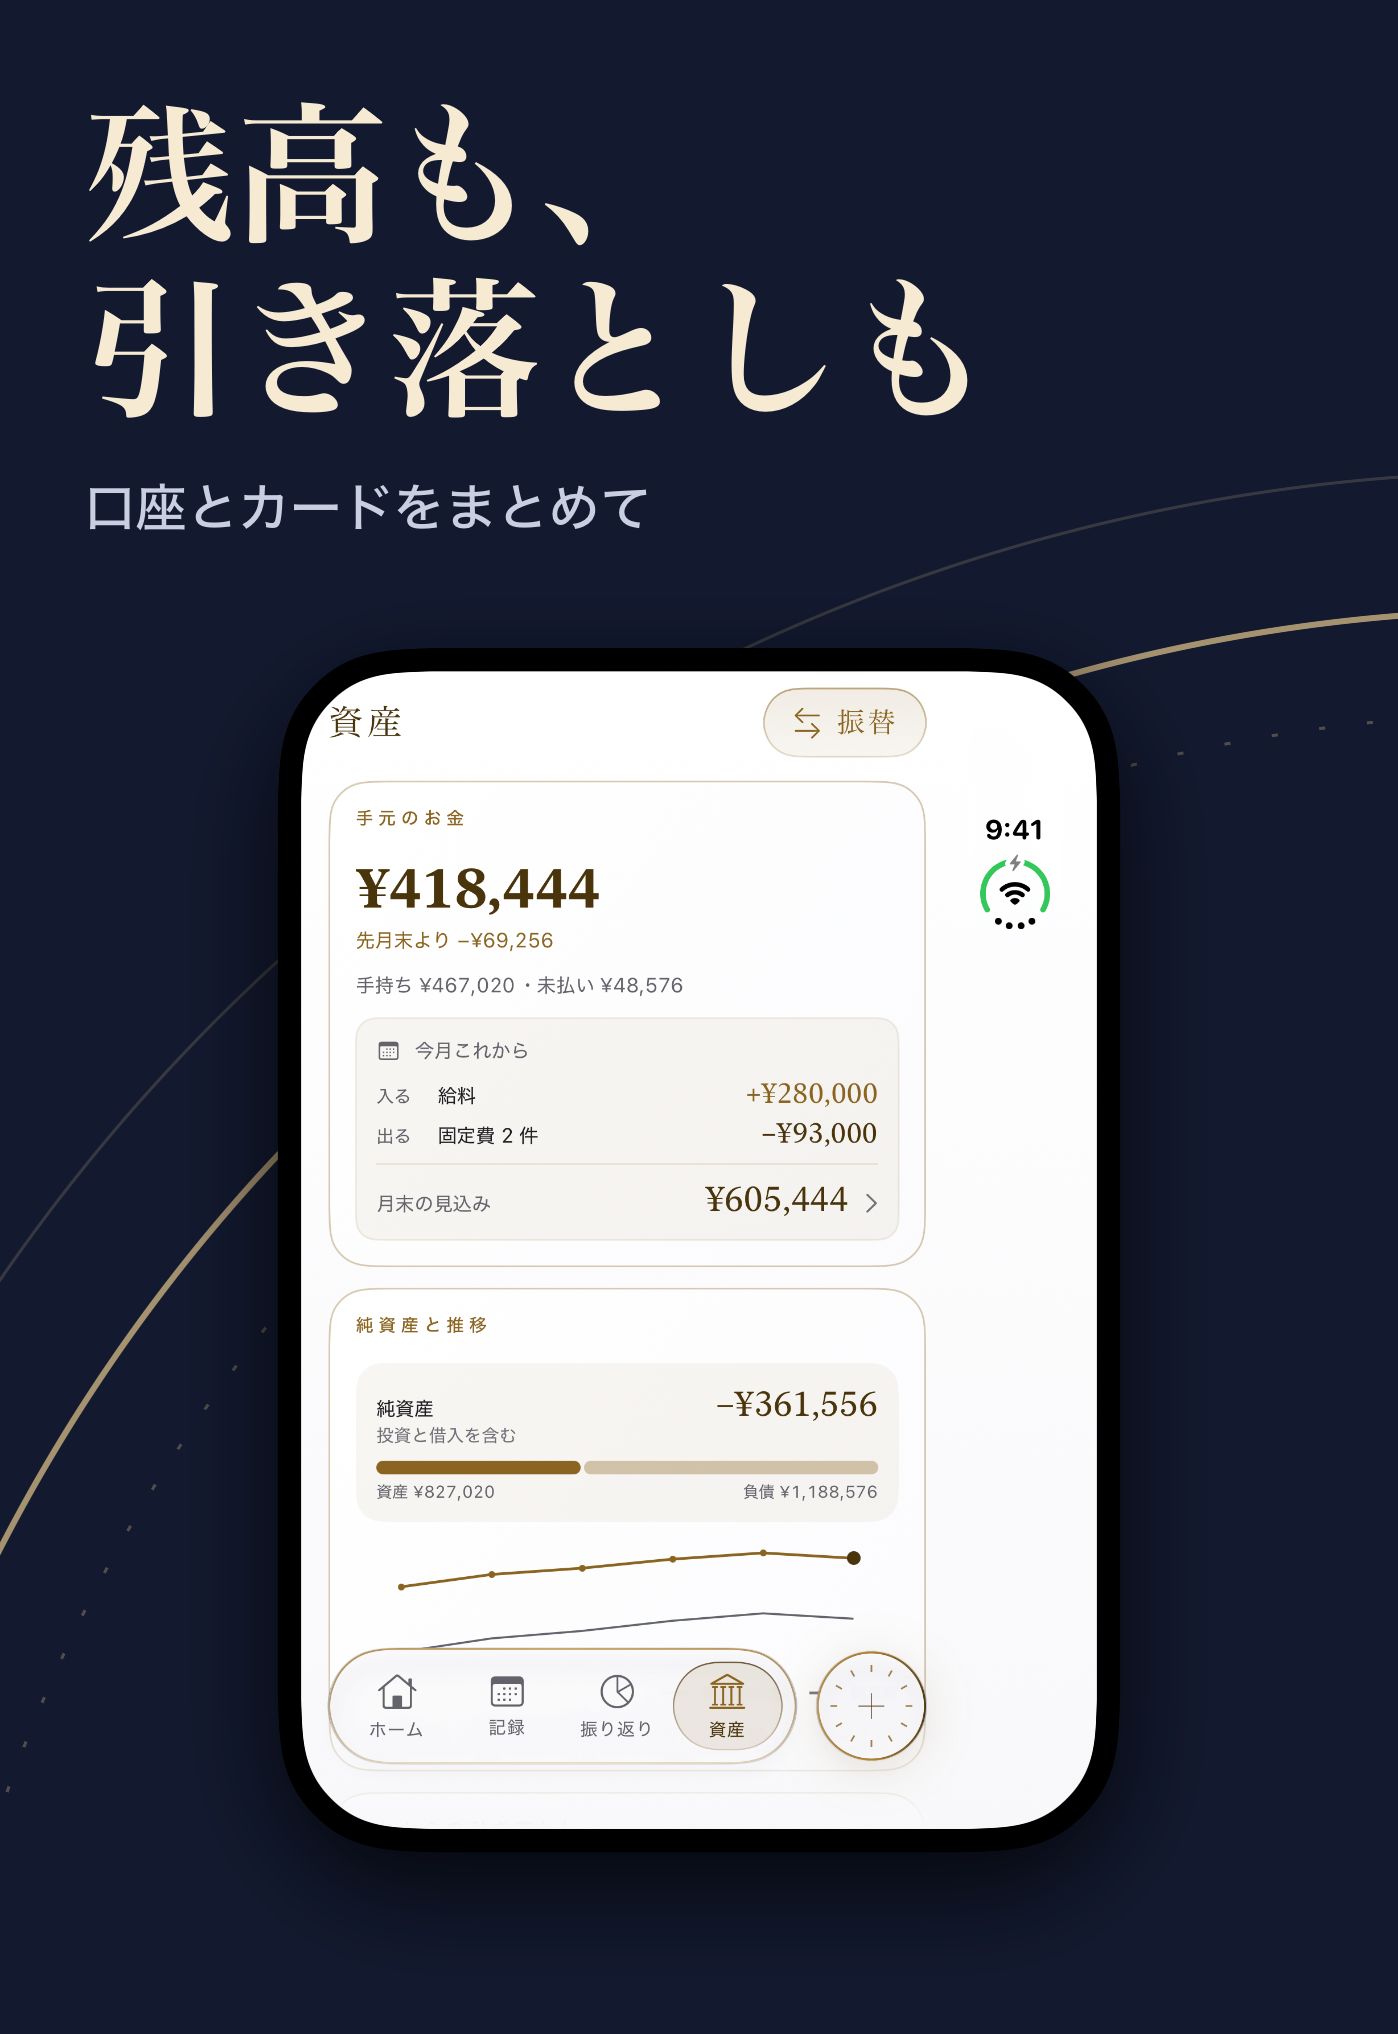 残高も、
引き落としも
口座とカードをまとめて
資産
振替
9:41
手元のお金
¥418,444
先月末より −¥69,256
手持ち ¥467,020・未払い ¥48,576
今月これから
入る 給料 +¥280,000
出る 固定費 2 件 −¥93,000
月末の見込み ¥605,444
純資産と推移
純資産 −¥361,556
投資と借入を含む
資産 ¥827,020 負債 ¥1,188,576
ホーム 記録 振り返り 資産